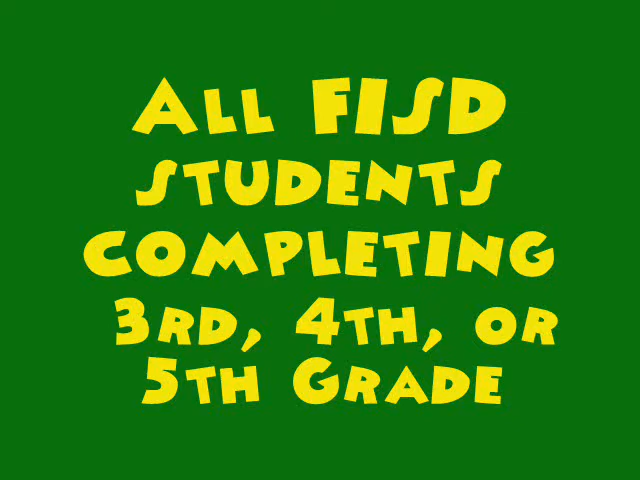 All FISD
students
completing
3rd, 4th, or
5th Grade